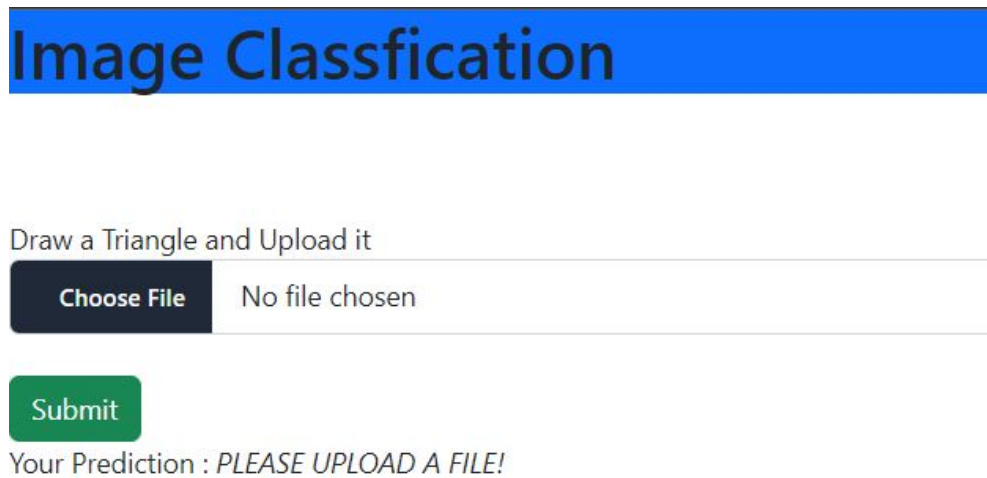 Image Classfication
Draw a Triangle and Upload it
Choose File No file chosen
Submit
Your Prediction : PLEASE UPLOAD A FILE!